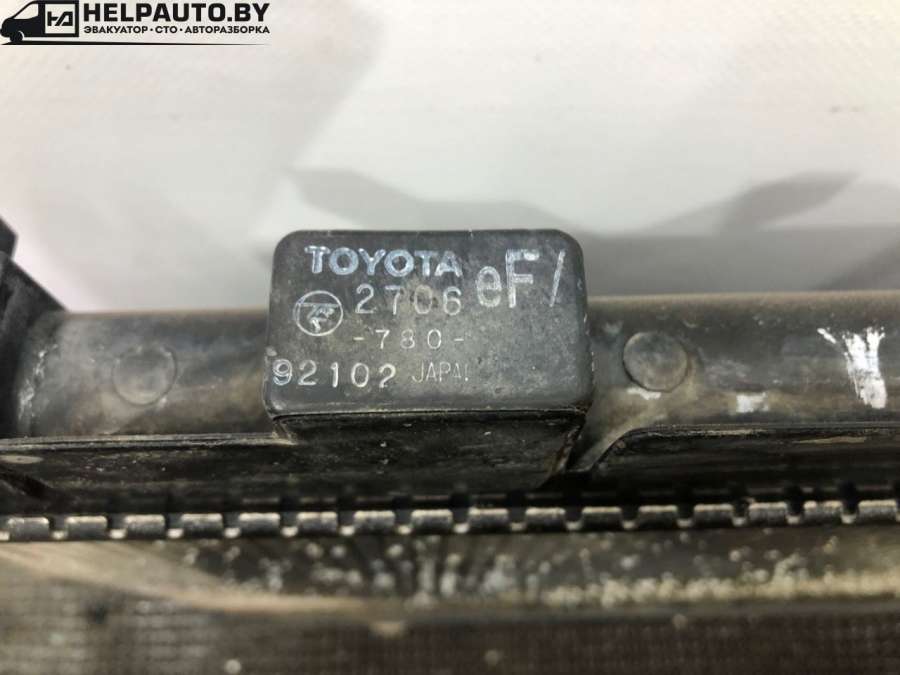 HELPAUTO.BY
ЭВАКУАТОР • СТО • АВТОРАЗБОРКА
TOYOTA
2706 eF/
-780-
92102 JAPAN